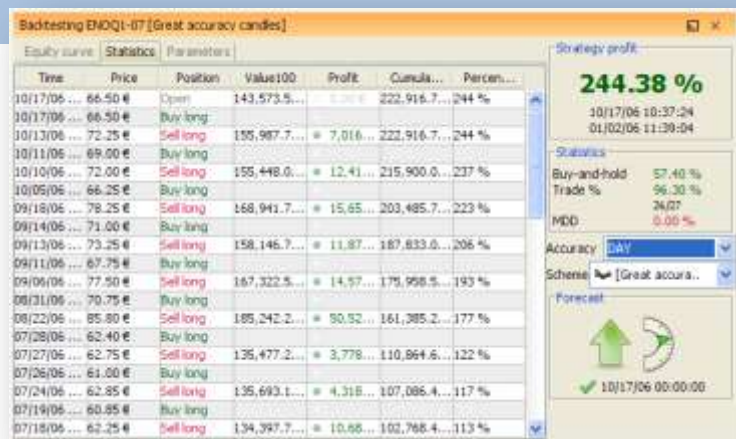 Backtesting ENOQ1-07 [Great accuracy candles]
Equity curve Statistics Parameters
Time Price Position Value100 Profit Cumula... Percen...
10/17/06 ... 66.50 € Open 143,573.5... 222,916.7... 244 %
10/17/06 ... 66.50 € Buy long
10/13/06 ... 72.25 € Sell long 155,987.7... 7,016... 222,916.7... 244 %
10/11/06 ... 69.00 € Buy long
10/10/06 ... 72.00 € Sell long 155,448.0... 12,41... 215,900.0... 237 %
10/05/06 ... 66.25 € Buy long
09/18/06 ... 78.25 € Sell long 168,941.7... 15,65... 203,485.7... 223 %
09/14/06 ... 71.00 € Buy long
09/13/06 ... 73.25 € Sell long 158,146.7... 11,87... 187,833.0... 206 %
09/11/06 ... 67.75 € Buy long
09/06/06 ... 77.50 € Sell long 167,322.5... 14,57... 175,958.5... 193 %
08/31/06 ... 70.75 € Buy long
08/22/06 ... 85.80 € Sell long 185,242.2... 50,52... 161,385.2... 177 %
07/28/06 ... 62.40 € Buy long
07/27/06 ... 62.75 € Sell long 135,477.2... 3,778... 110,864.6... 122 %
07/26/06 ... 61.00 € Buy long
07/24/06 ... 62.85 € Sell long 135,693.1... 4,318... 107,086.4... 117 %
07/19/06 ... 60.85 € Buy long
07/18/06 ... 62.25 € Sell long 134,397.7... 10,68... 102,768.4... 113 %
Strategy profit
244.38 %
10/17/06 10:37:24
01/02/06 11:39:04
Statistics
Buy-and-hold 57.40 %
Trade % 96.30 %
26/27
MDD 0.00 %
Accuracy DAY
Scheme [Great accura..
Forecast
10/17/06 00:00:00